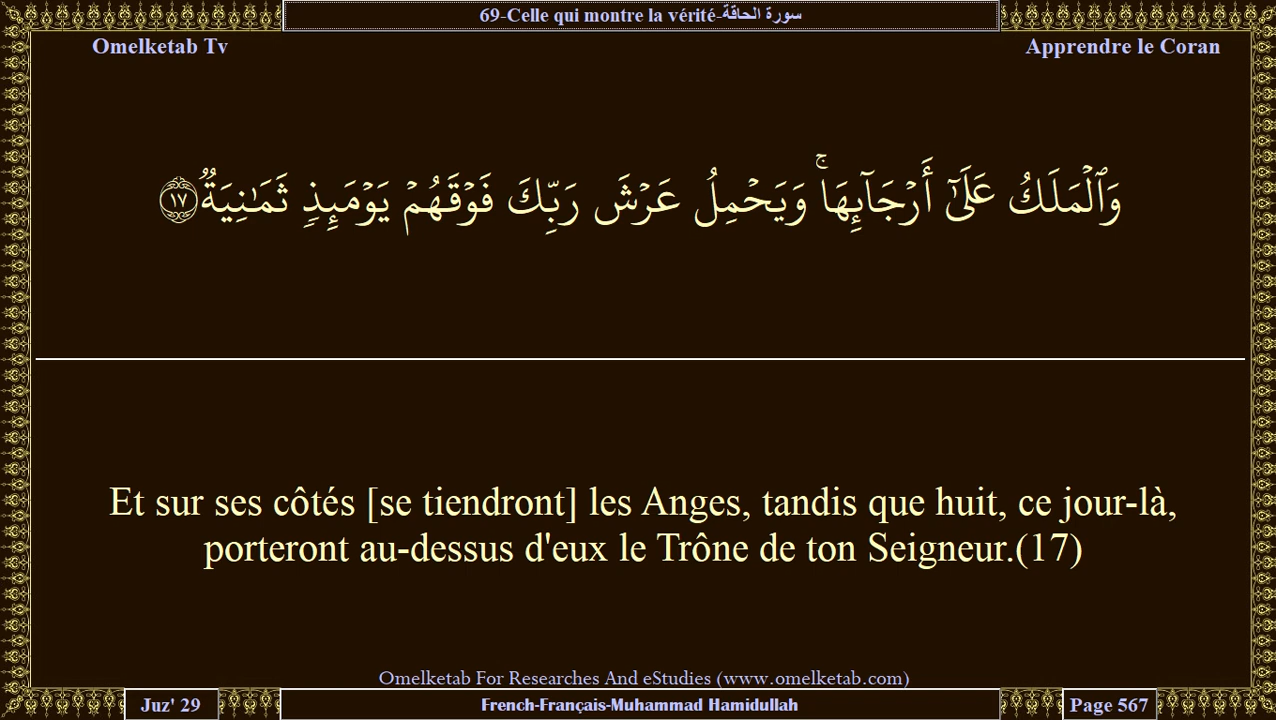 69-Celle qui montre la vérité-سورة الحاقة
Omelketab Tv
Apprendre le Coran
وَٱلۡمَلَكُ عَلَىٰٓ أَرۡجَآئِهَاۚ وَيَحۡمِلُ عَرۡشَ رَبِّكَ فَوۡقَهُمۡ يَوۡمَئِذٖ ثَمَٰنِيَةٞ ١٧
Et sur ses côtés [se tiendront] les Anges, tandis que huit, ce jour-là,
porteront au-dessus d'eux le Trône de ton Seigneur.(17)
Omelketab For Researches And eStudies (www.omelketab.com)
Juz' 29
French-Français-Muhammad Hamidullah
Page 567